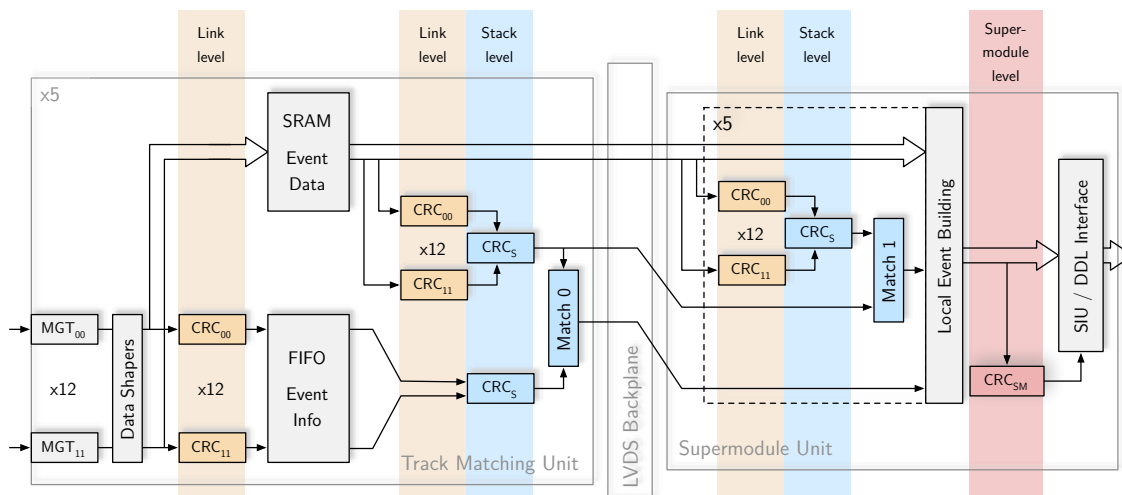 Link
level
Link
level
Stack
level
Link
level
Stack
level
Super-
module
level
x5
SRAM
Event
Data
CRC00
x12
CRCS
CRC11
Match 0
MGT00
x12
MGT11
Data Shapers
CRC00
x12
CRC11
FIFO
Event
Info
CRCS
Track Matching Unit
LVDS Backplane
x5
CRC00
x12
CRCS
CRC11
Match 1
Local Event Building
CRCSM
SIU / DDL Interface
Supermodule Unit